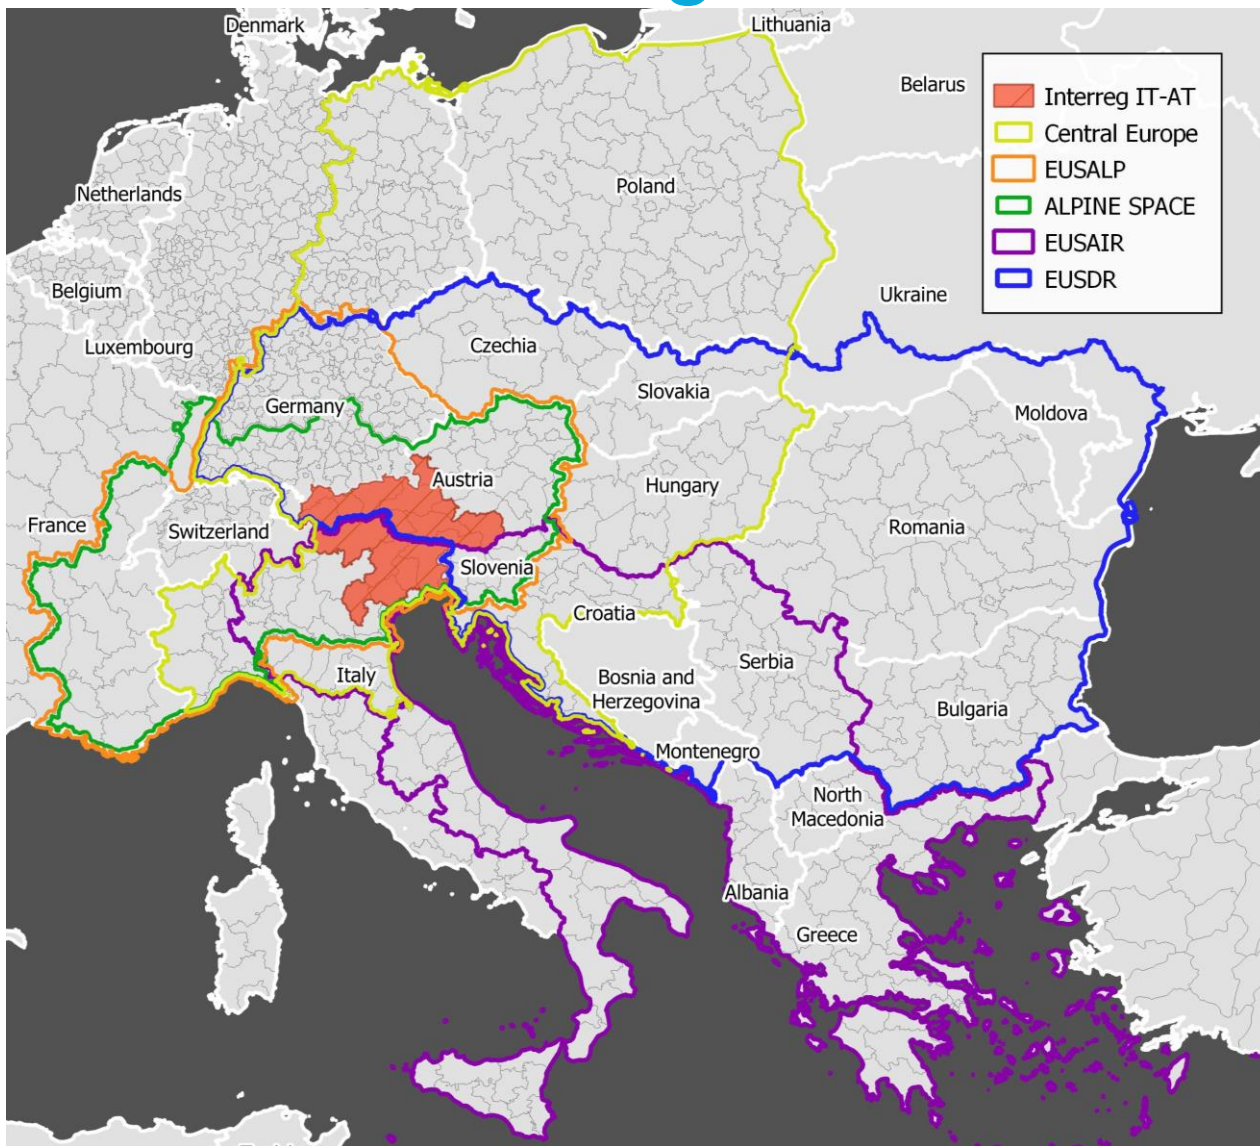 Denmark
Lithuania
Belarus
Interreg IT-AT
Central Europe
EUSALP
ALPINE SPACE
EUSAIR
EUSDR
Netherlands
Poland
Belgium
Ukraine
Luxembourg
Czechia
Slovakia
Germany
Moldova
Austria
Hungary
France
Switzerland
Romania
Slovenia
Croatia
Serbia
Italy
Bosnia and
Herzegovina
Bulgaria
Montenegro
North
Macedonia
Albania
Greece